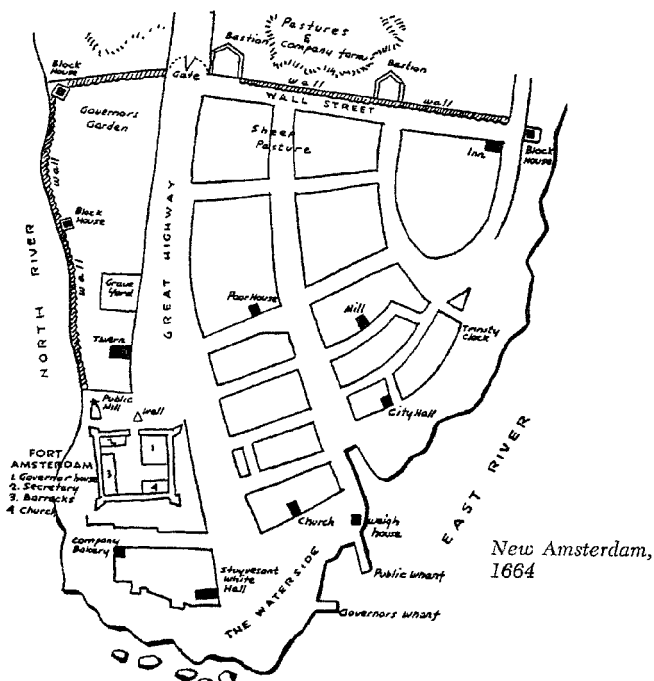 Pastures
&
Company farm
Bastion
Bastion
Block
House
Gate
wall
wall
WALL STREET
Governors
Garden
Sheep
Pasture
Inn
Block
House
wall
Block
House
wall
NORTH RIVER
GREAT HIGHWAY
Grave
Yard
Poor House
Mill
Trinity
Clock
Tavern
Public
Mill
Well
City Hall
FORT
AMSTERDAM
1. Governor house
2. Secretary
3. Barracks
4 Church
1
2
3
4
EAST RIVER
Church
Weigh
house
Company
Bakery
Stuyvesant
White
Hall
THE WATERSIDE
Public Wharf
Governors Wharf
New Amsterdam,
1664